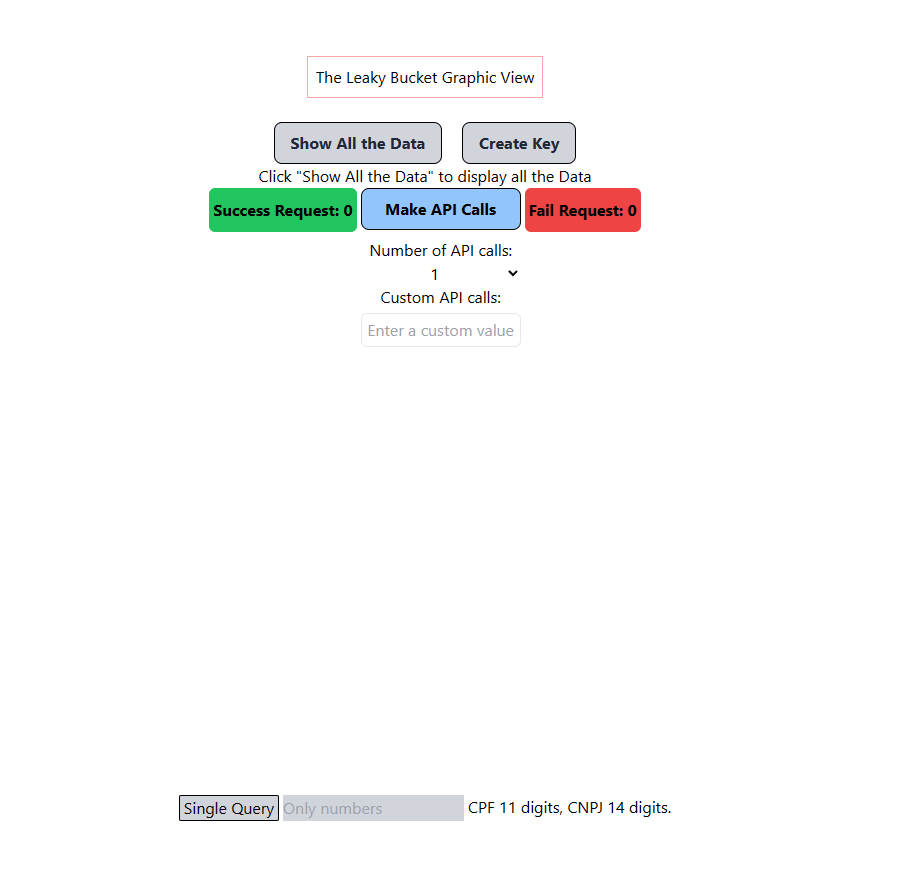 The Leaky Bucket Graphic View
Show All the Data Create Key
Click "Show All the Data" to display all the Data
Success Request: 0 Make API Calls Fail Request: 0
Number of API calls:
1
Custom API calls:
Enter a custom value
Single Query Only numbers CPF 11 digits, CNPJ 14 digits.